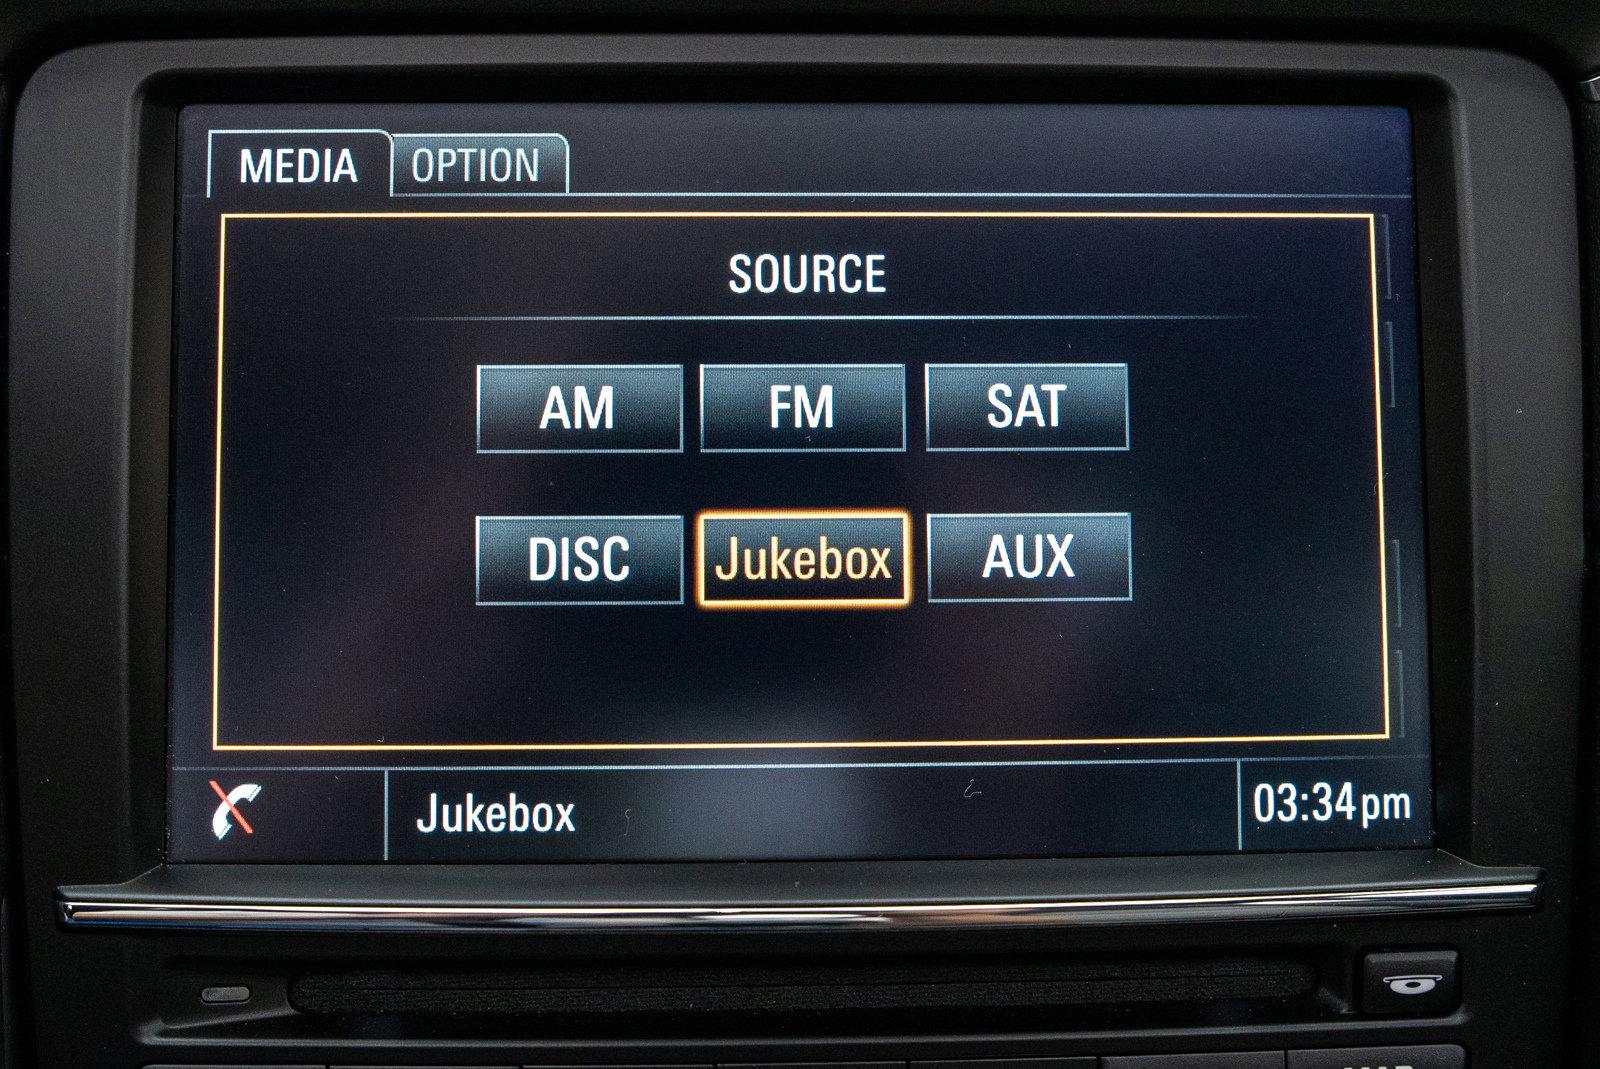 MEDIA OPTION
SOURCE
AM FM SAT
DISC Jukebox AUX
Jukebox 03:34pm